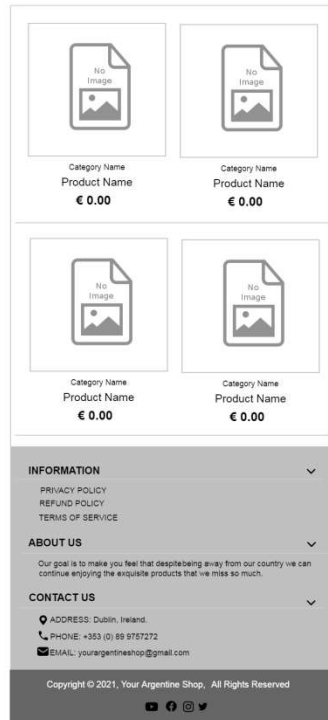 No
Image
No
Image
Category Name
Product Name
€ 0.00
Category Name
Product Name
€ 0.00
No
Image
No
Image
Category Name
Product Name
€ 0.00
Category Name
Product Name
€ 0.00
INFORMATION
PRIVACY POLICY
REFUND POLICY
TERMS OF SERVICE
ABOUT US
Our goal is to make you feel that despitebeing away from our country we can
continue enjoying the exquisite products that we miss so much.
CONTACT US
ADDRESS: Dublin, Ireland.
PHONE: +353 (0) 89 9757272
EMAIL: yourargentineshop@gmail.com
Copyright © 2021, Your Argentine Shop, All Rights Reserved